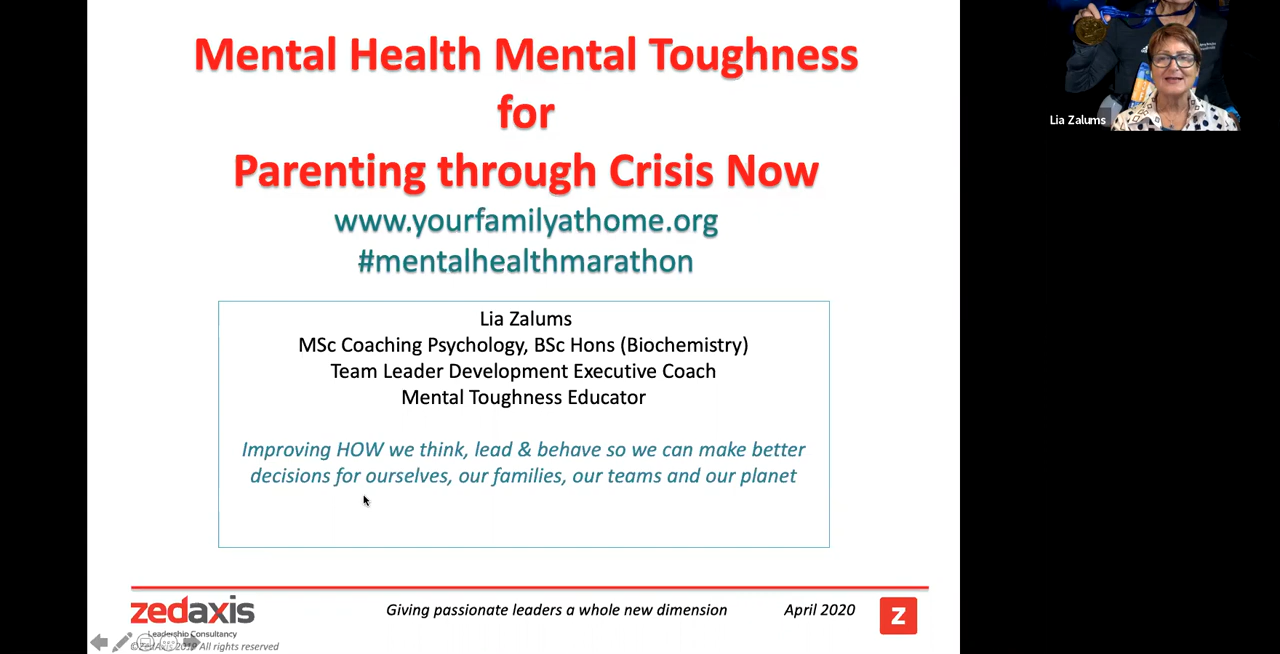 Mental Health Mental Toughness
for
Parenting through Crisis Now
www.yourfamilyathome.org
#mentalhealthmarathon
Lia Zalums
MSc Coaching Psychology, BSc Hons (Biochemistry)
Team Leader Development Executive Coach
Mental Toughness Educator
Improving HOW we think, lead & behave so we can make better
decisions for ourselves, our families, our teams and our planet
zedaxis
Leadership Consultancy
©ZedAxis 2019 All rights reserved
Giving passionate leaders a whole new dimension
April 2020
Z
Lia Zalums